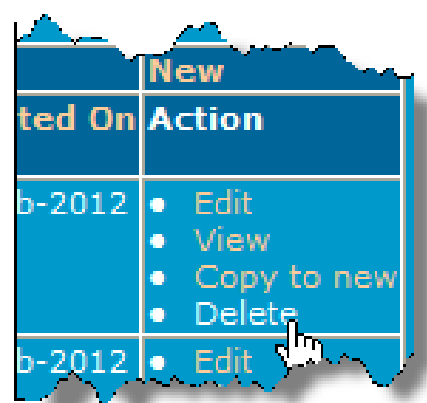 New
ted On Action
b-2012 • Edit
• View
• Copy to new
• Delete
b-2012 • Edit